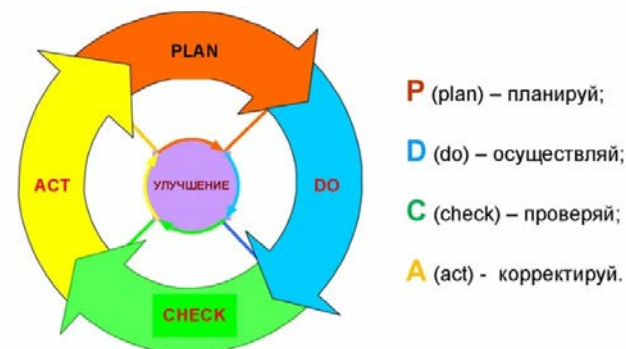 PLAN
ACT
УЛУЧШЕНИЕ
DO
CHECK
P (plan) – планируй;
D (do) – осуществляй;
C (check) – проверяй;
A (act) - корректируй.